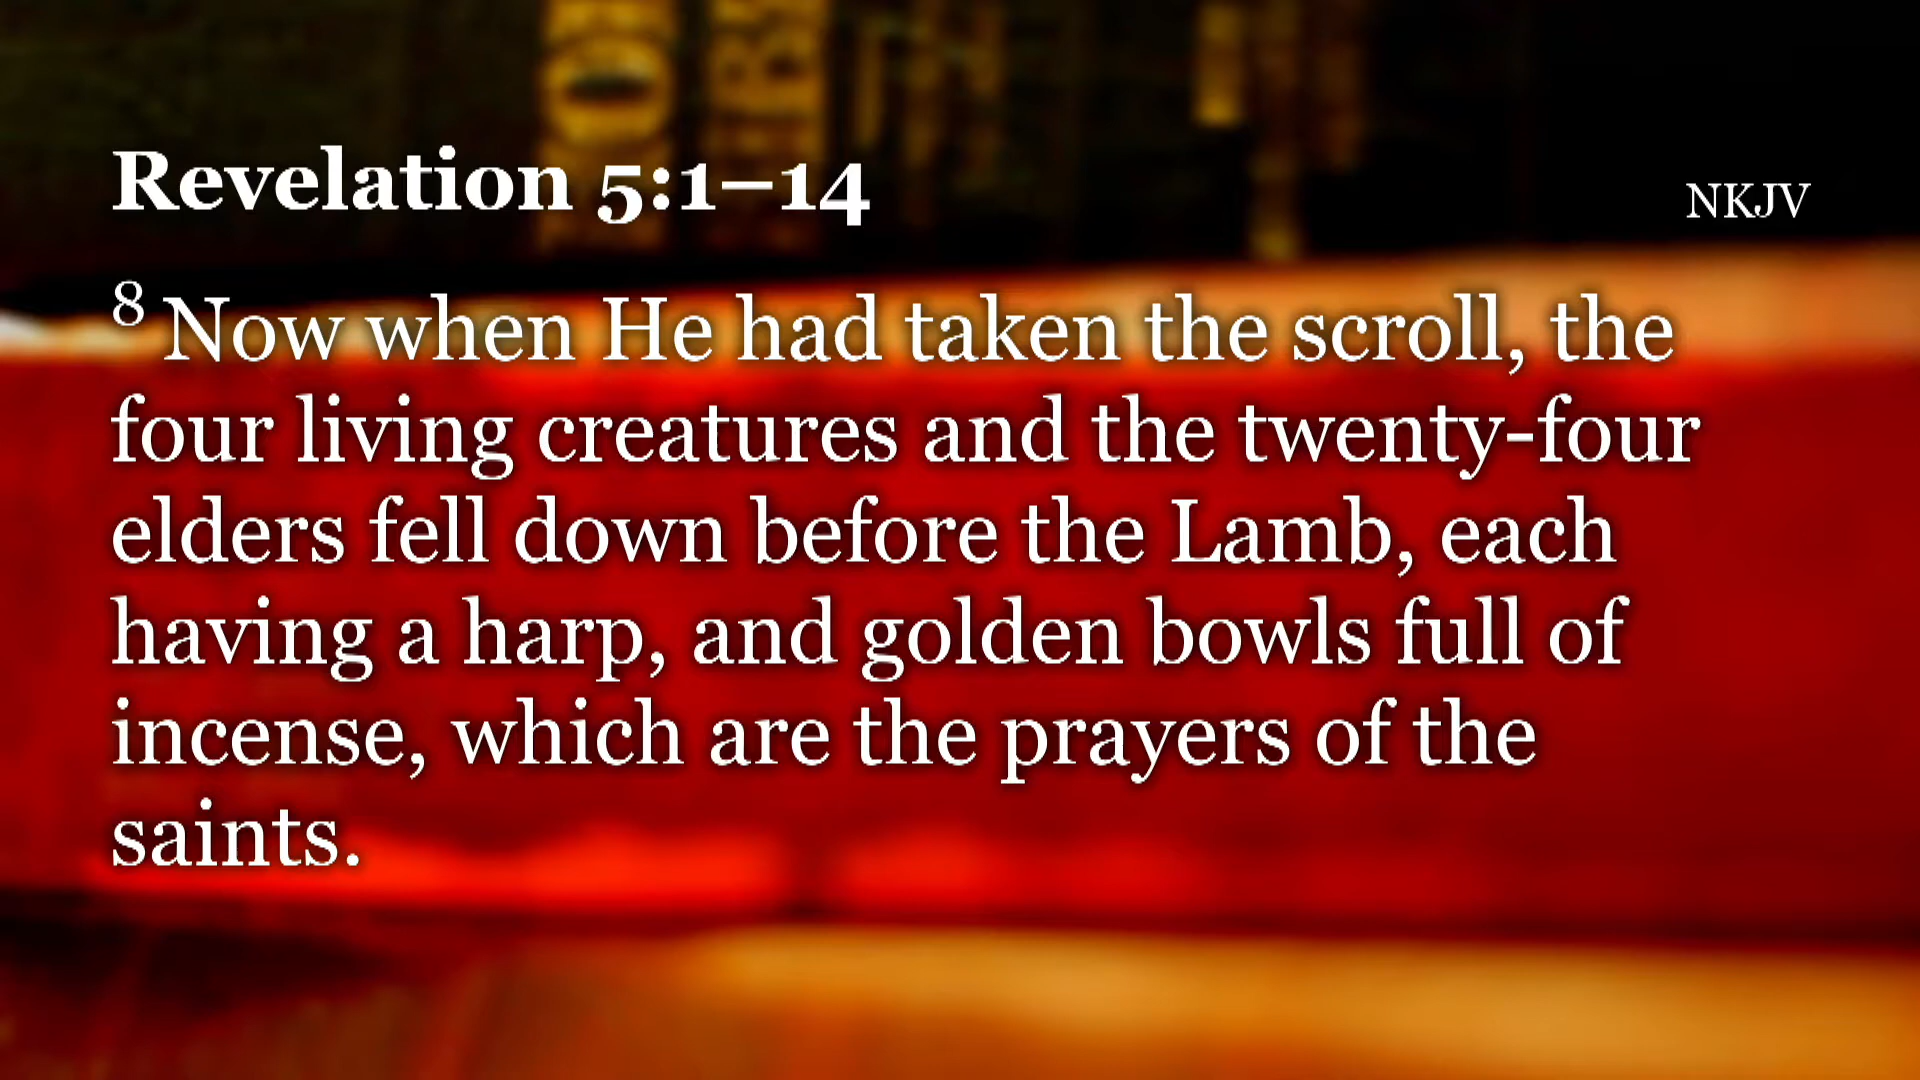 Revelation 5:1–14
NKJV
8 Now when He had taken the scroll, the
four living creatures and the twenty-four
elders fell down before the Lamb, each
having a harp, and golden bowls full of
incense, which are the prayers of the
saints.